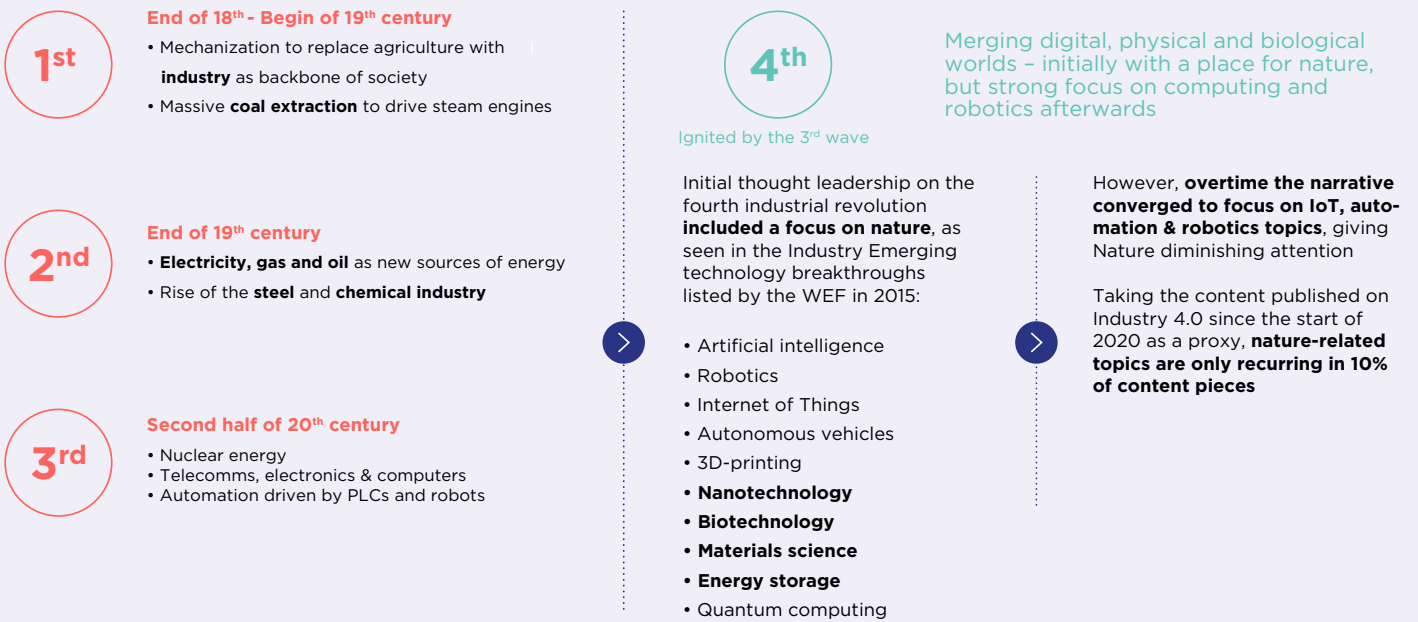 1st
End of 18th - Begin of 19th century
• Mechanization to replace agriculture with
industry as backbone of society
• Massive coal extraction to drive steam engines
2nd
End of 19th century
• Electricity, gas and oil as new sources of energy
• Rise of the steel and chemical industry
3rd
Second half of 20th century
• Nuclear energy
• Telecomms, electronics & computers
• Automation driven by PLCs and robots
4th
Ignited by the 3rd wave
Merging digital, physical and biological
worlds – initially with a place for nature,
but strong focus on computing and
robotics afterwards
Initial thought leadership on the
fourth industrial revolution
included a focus on nature, as
seen in the Industry Emerging
technology breakthroughs
listed by the WEF in 2015:
• Artificial intelligence
• Robotics
• Internet of Things
• Autonomous vehicles
• 3D-printing
• Nanotechnology
• Biotechnology
• Materials science
• Energy storage
• Quantum computing
However, overtime the narrative
converged to focus on IoT, auto-
mation & robotics topics, giving
Nature diminishing attention
Taking the content published on
Industry 4.0 since the start of
2020 as a proxy, nature-related
topics are only recurring in 10%
of content pieces